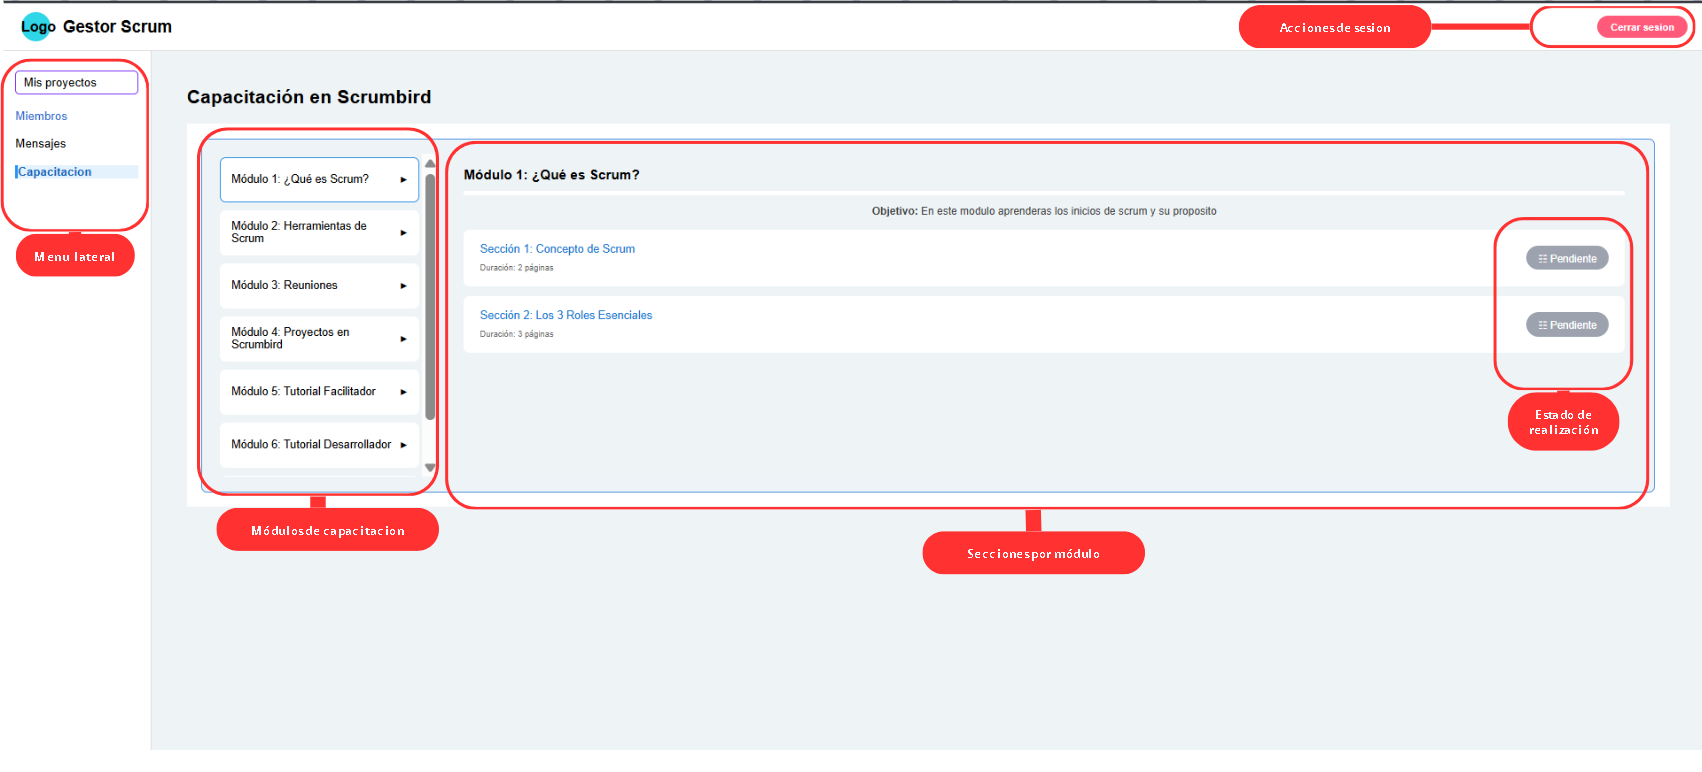 Logo Gestor Scrum
Acciones de sesion
Cerrar sesion
Mis proyectos
Miembros
Mensajes
Capacitacion
Menu lateral
Capacitación en Scrumbird
Módulo 1: ¿Qué es Scrum? ►
Módulo 2: Herramientas de
Scrum ►
Módulo 3: Reuniones ►
Módulo 4: Proyectos en
Scrumbird ►
Módulo 5: Tutorial Facilitador ►
Módulo 6: Tutorial Desarrollador ►
Módulos de capacitacion
Módulo 1: ¿Qué es Scrum?
Objetivo: En este modulo aprenderas los inicios de scrum y su proposito
Sección 1: Concepto de Scrum
Duración: 2 páginas
Pendiente
Sección 2: Los 3 Roles Esenciales
Duración: 3 páginas
Pendiente
Estado de
realización
Secciones por módulo